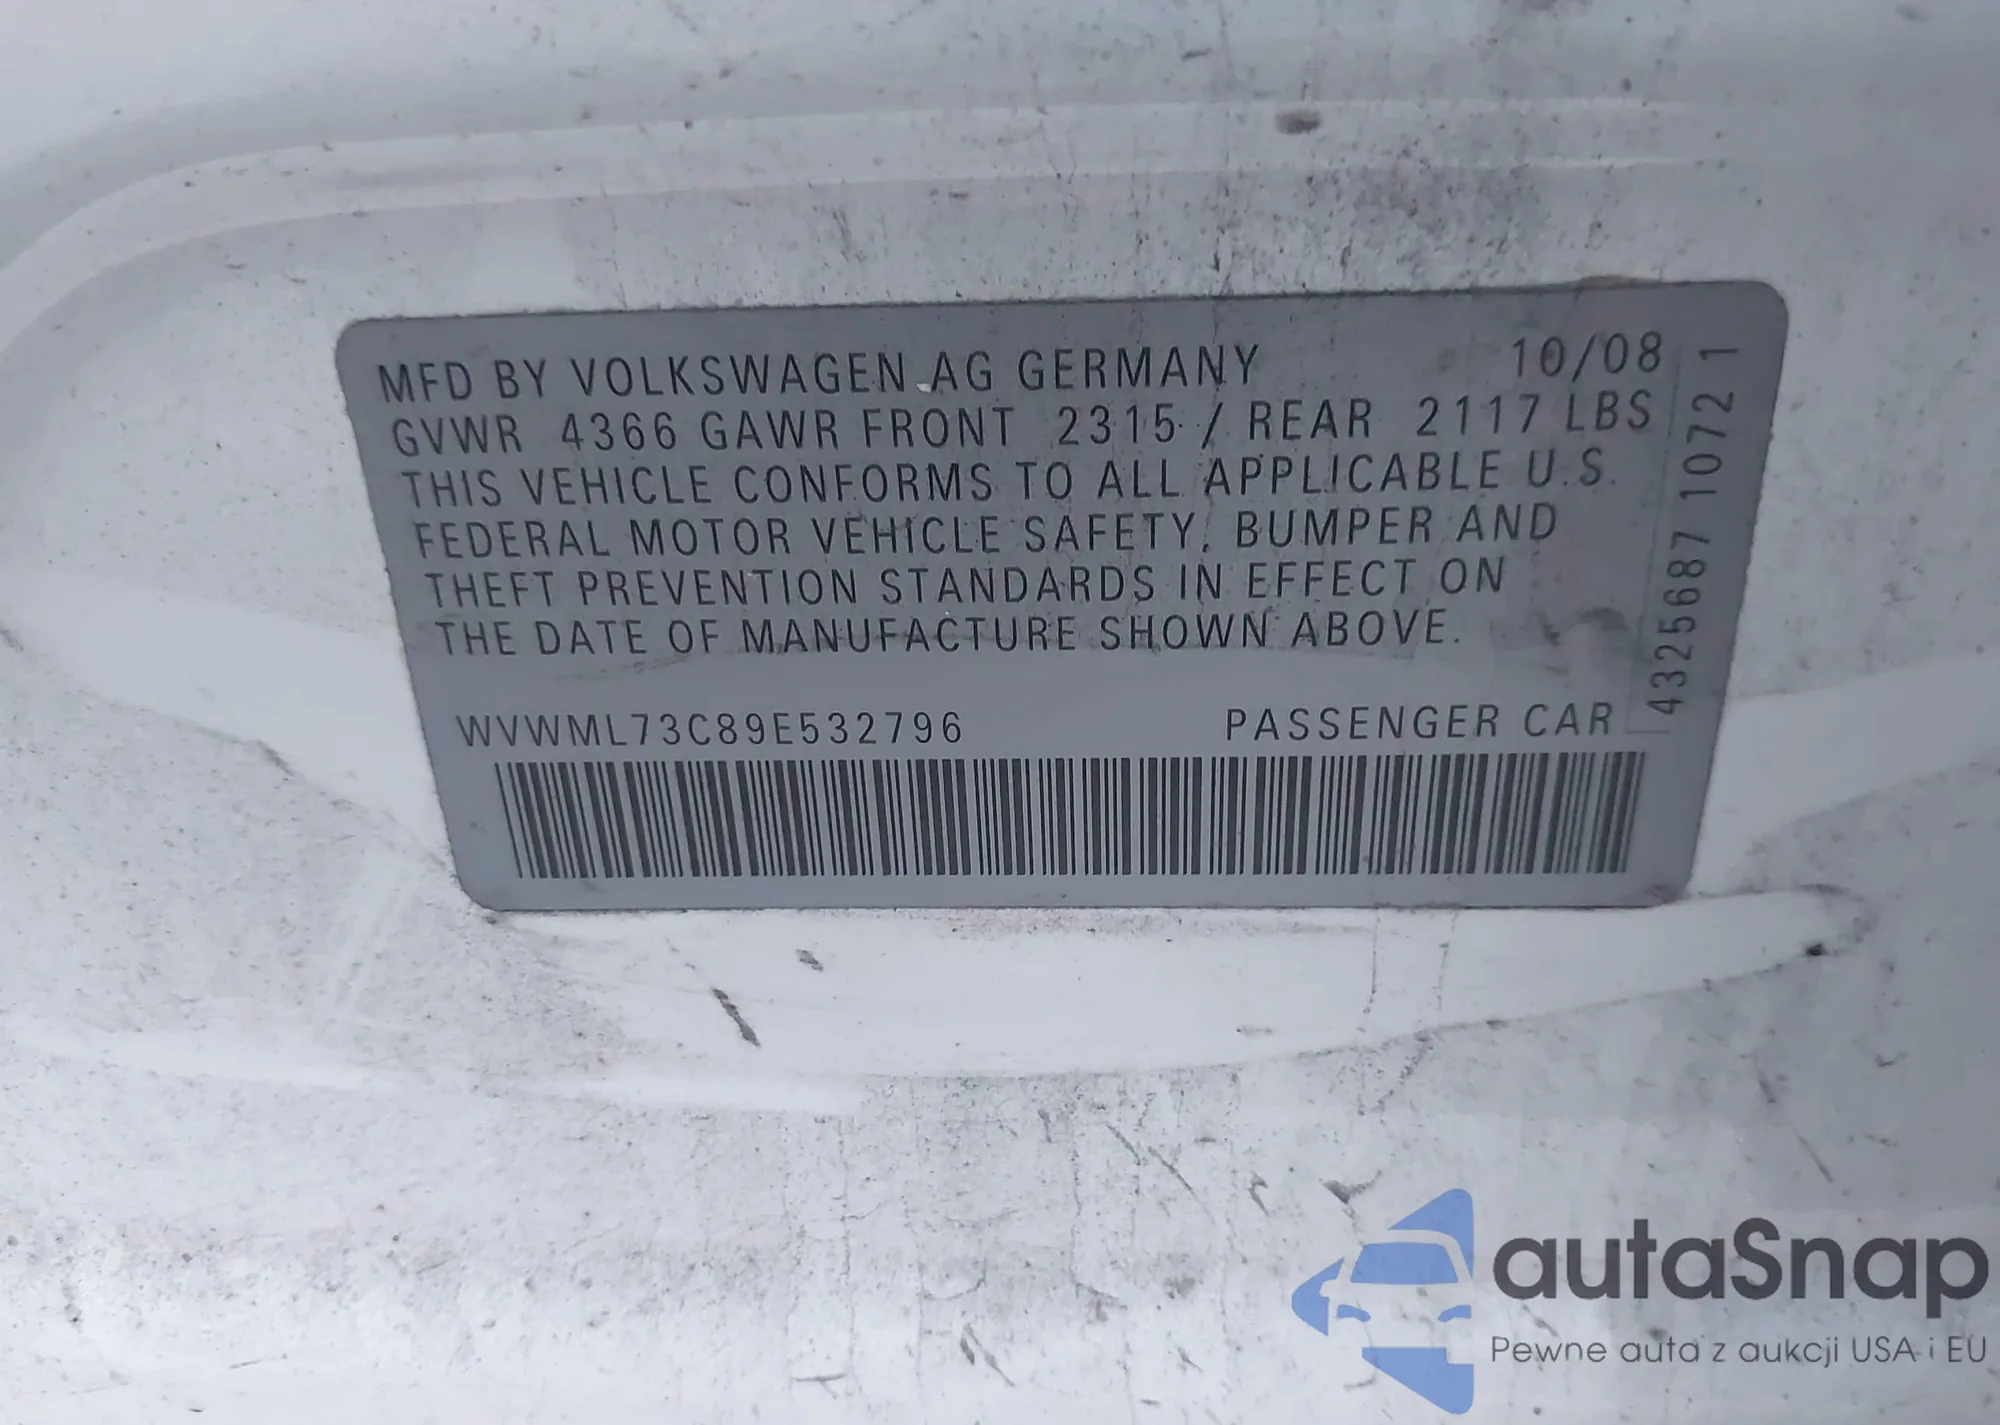 MFD BY VOLKSWAGEN AG GERMANY 10/08
GVWR 4366 GAWR FRONT 2315 / REAR 2117 LBS
THIS VEHICLE CONFORMS TO ALL APPLICABLE U.S.
FEDERAL MOTOR VEHICLE SAFETY, BUMPER AND
THEFT PREVENTION STANDARDS IN EFFECT ON
THE DATE OF MANUFACTURE SHOWN ABOVE.
WVWML73C89E532796 PASSENGER CAR
4325687 1072 1
autaSnap
Pewne auta z aukcji USA i EU